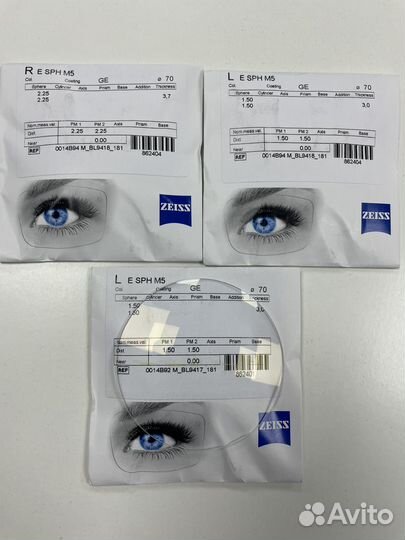 R E SPH M5
Col. Coating GE ø 70
Sphere Cylinder Axis Prism Base Addition Thickness
2.25 3,7
2.25
Nom.meas.val. PM 1 PM 2 Axis Prism Base
Dist. 2.25 2.25
Near 0.00
REF 0014B94 M_BL9418_181
862404
ZEISS
L E SPH M5
Col. Coating GE ø 70
Sphere Cylinder Axis Prism Base Addition Thickness
1.50 3,0
1.50
Nom.meas.val. PM 1 PM 2 Axis Prism Base
Dist. 1.50 1.50
Near 0.00
REF 0014B94 M_BL9418_181
862404
ZEISS
L E SPH M5
Col. Coating GE ø 70
Sphere Cylinder Axis Prism Base Addition Thickness
1.50 3,0
1.50
Nom.meas.val. PM 1 PM 2 Axis Prism Base
Dist. 1.50 1.50
Near 0.00
REF 0014B92 M_BL9417_181
862401
ZEISS
Avito